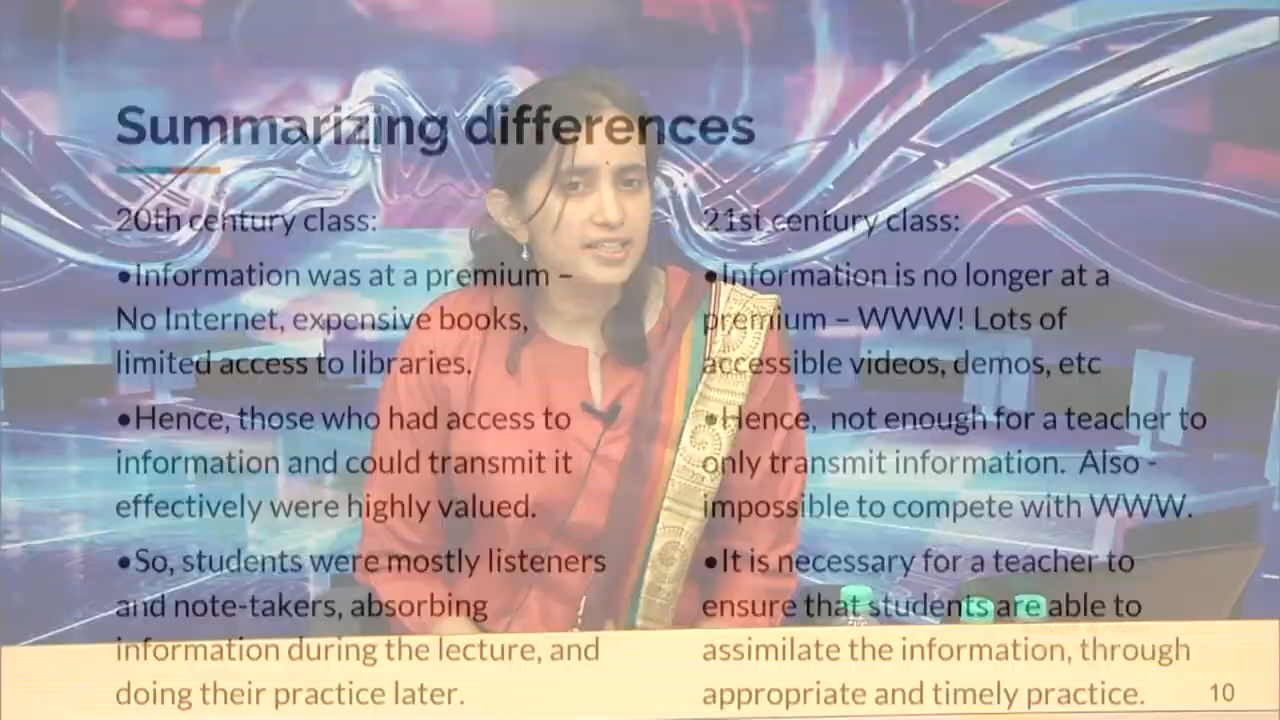 Summarizing differences
20th century class:
•Information was at a premium –
No Internet, expensive books,
limited access to libraries.
•Hence, those who had access to
information and could transmit it
effectively were highly valued.
•So, students were mostly listeners
and note-takers, absorbing
information during the lecture, and
doing their practice later.
21st century class:
•Information is no longer at a
premium – WWW! Lots of
accessible videos, demos, etc
•Hence,  not enough for a teacher to
only transmit information.  Also -
impossible to compete with WWW.
•It is necessary for a teacher to
ensure that students are able to
assimilate the information, through
appropriate and timely practice.
10